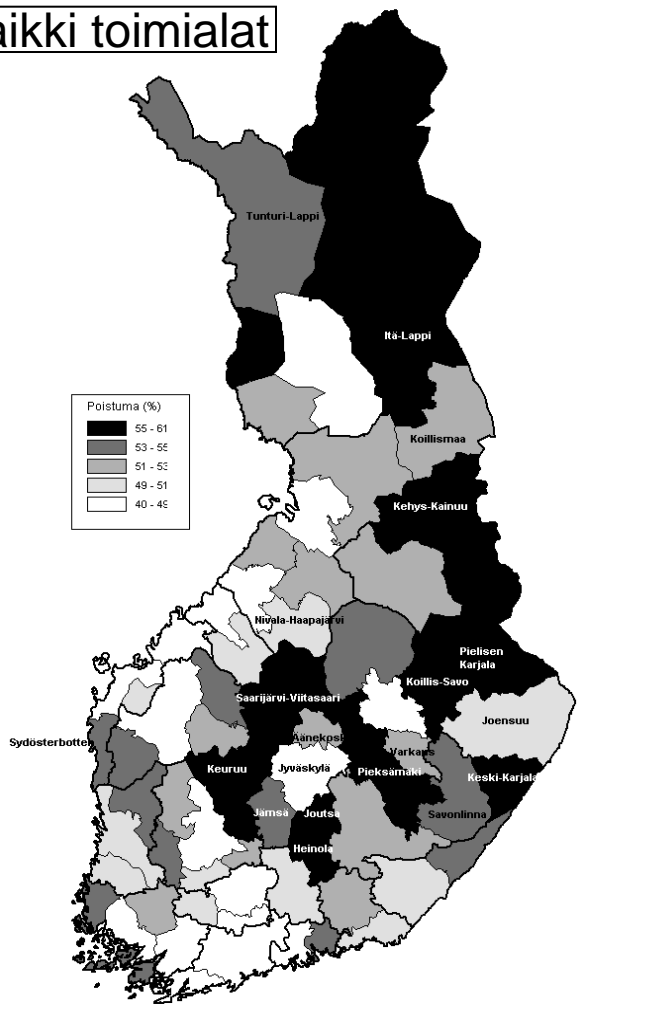 aikki toimialat
Tunturi-Lappi
Itä-Lappi
Poistuma (%)
55 - 61
53 - 55
51 - 53
49 - 51
40 - 49
Koillismaa
Kehys-Kainuu
Nivala-Haapajärvi
Pielisen
Karjala
Koillis-Savo
Saarijärvi-Viitasaari
Joensuu
Sydösterbotten
Äänekoski
Varkaus
Keuruu
Jyväskylä
Pieksämäki
Keski-Karjala
Jämsä
Joutsa
Savonlinna
Heinola